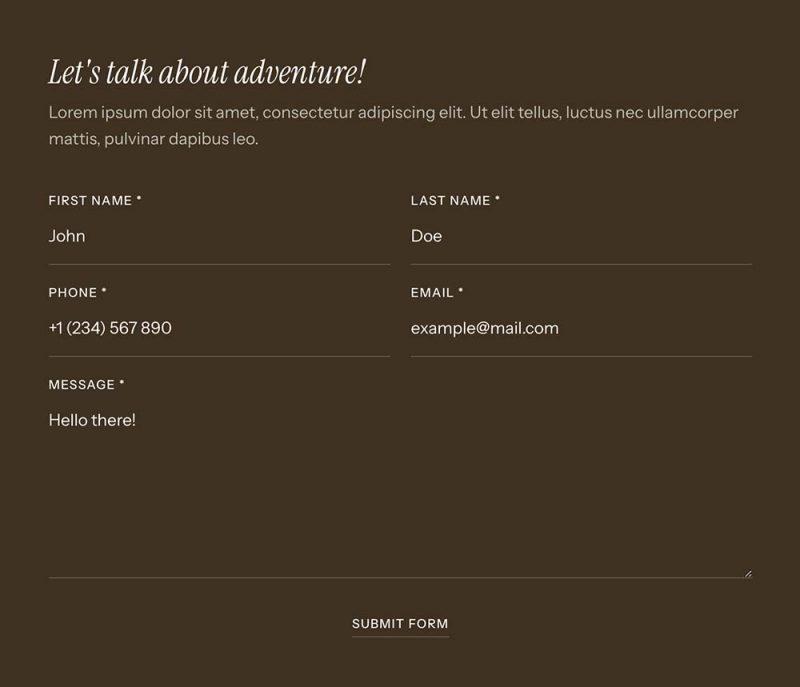 Let's talk about adventure!
Lorem ipsum dolor sit amet, consectetur adipiscing elit. Ut elit tellus, luctus nec ullamcorper
mattis, pulvinar dapibus leo.
FIRST NAME *
LAST NAME *
John
Doe
PHONE *
EMAIL *
+1 (234) 567 890
example@mail.com
MESSAGE *
Hello there!
SUBMIT FORM